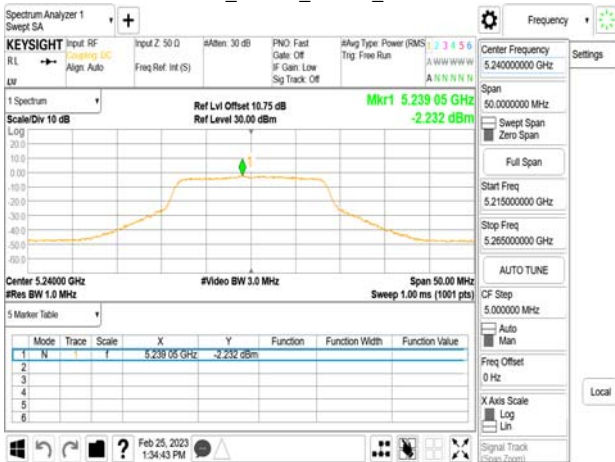 Spectrum Analyzer 1
Swept SA
Frequency
KEYSIGHT
Input: RF
Coupling: DC
Align: Auto
Input Z: 50 Ω
Freq Ref: Int (S)
#Atten: 30 dB
PNO: Fast
Gate: Off
IF Gain: Low
Sig Track: Off
#Avg Type: Power (RMS
Trig: Free Run
1 2 3 4 5 6
A W W W W W
A N N N N N
RL
Settings
Center Frequency
5.240000000 GHz
Span
50.0000000 MHz
Swept Span
Zero Span
Full Span
Start Freq
5.215000000 GHz
Stop Freq
5.265000000 GHz
AUTO TUNE
CF Step
5.000000 MHz
Auto
Man
Freq Offset
0 Hz
X Axis Scale
Log
Lin
Signal Track
(Span Zoom)
Local
1 Spectrum
Scale/Div 10 dB
Ref Lvl Offset 10.75 dB
Ref Level 30.00 dBm
Mkr1 5.239 05 GHz
-2.232 dBm
Log
20.0
10.0
0.00
-10.0
-20.0
-30.0
-40.0
-50.0
-60.0
1
Center 5.24000 GHz
#Res BW 1.0 MHz
#Video BW 3.0 MHz
Span 50.00 MHz
Sweep 1.00 ms (1001 pts)
5 Marker Table
Mode Trace Scale X Y Function Function Width Function Value
1 N 1 f 5.239 05 GHz -2.232 dBm
2
3
4
5
6
? Feb 25, 2023
1:34:43 PM